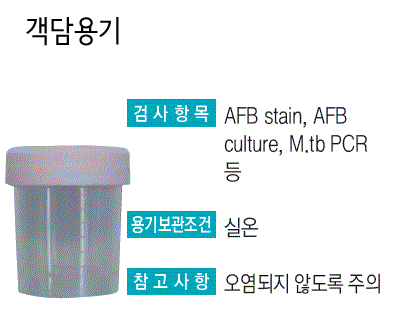 객담용기
검 사 항 목
AFB stain, AFB
culture, M.tb PCR
등
용기보관조건
실온
참 고 사 항
오염되지 않도록 주의